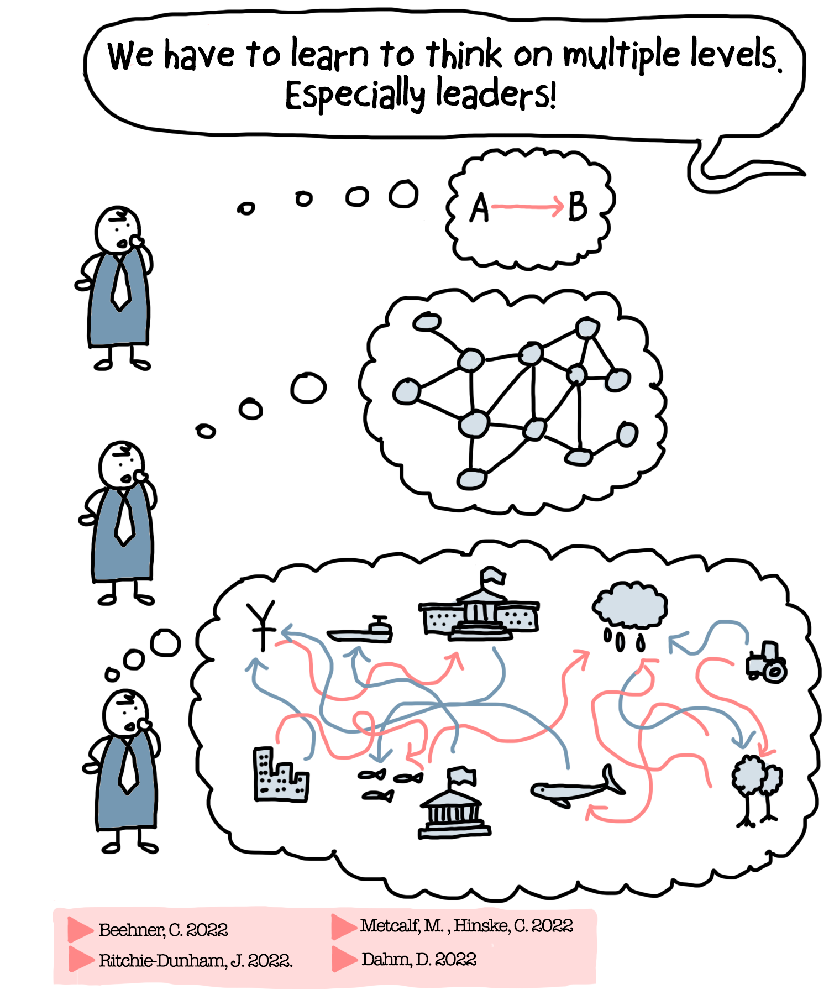 We have to learn to think on multiple levels.
Especially leaders!
A
B
Beehner, C. 2022
Metcalf, M. , Hinske, C. 2022
Ritchie-Dunham, J. 2022.
Dahm, D. 2022